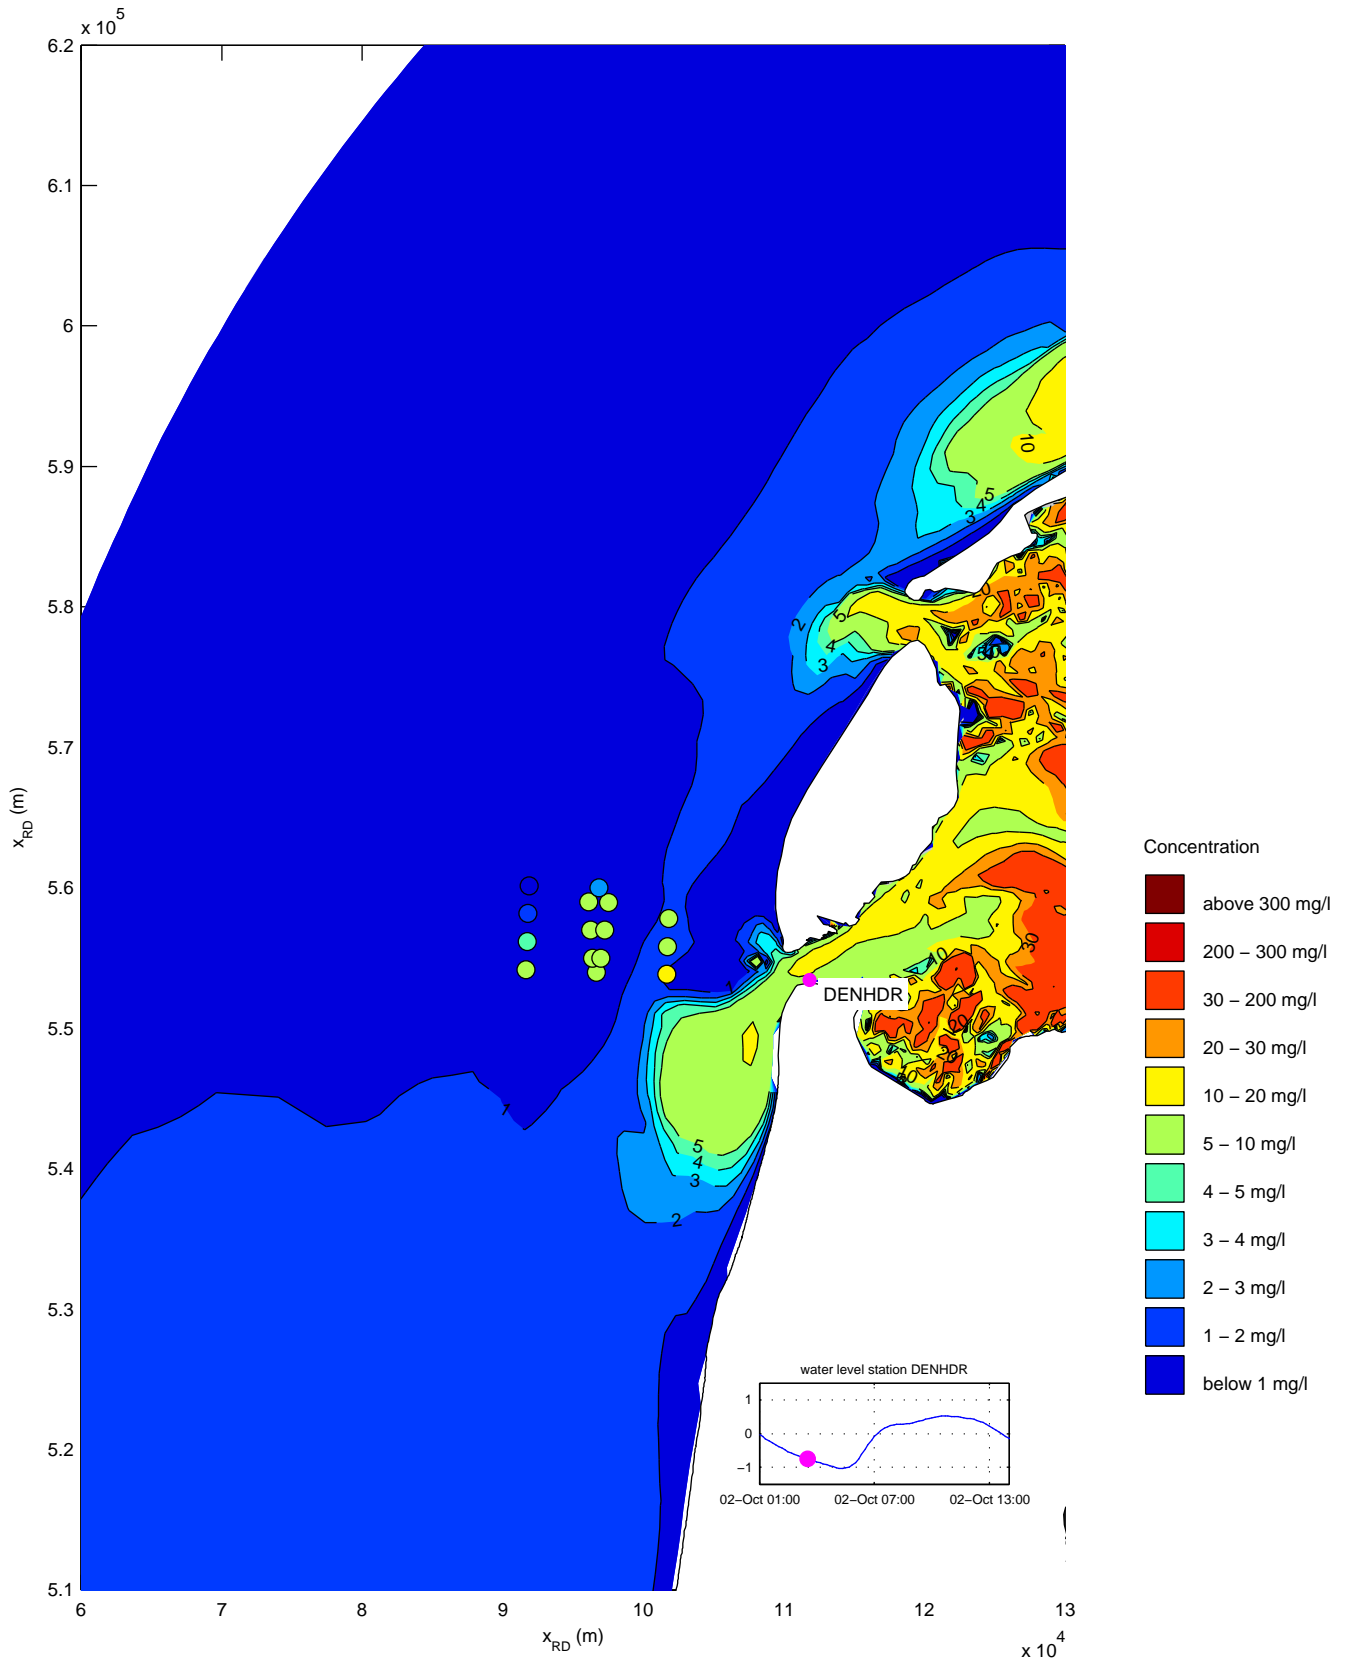 x 10^5
6.2
6.1
6
5.9
5.8
5.7
5.6
5.5
5.4
5.3
5.2
5.1
x_RD (m)
6
7
8
9
10
11
12
13
x_RD (m)
x 10^4
10
5
4
3
2
5
4
3
20
5
30
10
20
1
1
5
4
3
2
DENHDR
water level station DENHDR
1
0
−1
02−Oct 01:00
02−Oct 07:00
02−Oct 13:00
Concentration
above 300 mg/l
200 − 300 mg/l
30 − 200 mg/l
20 − 30 mg/l
10 − 20 mg/l
5 − 10 mg/l
4 − 5 mg/l
3 − 4 mg/l
2 − 3 mg/l
1 − 2 mg/l
below 1 mg/l